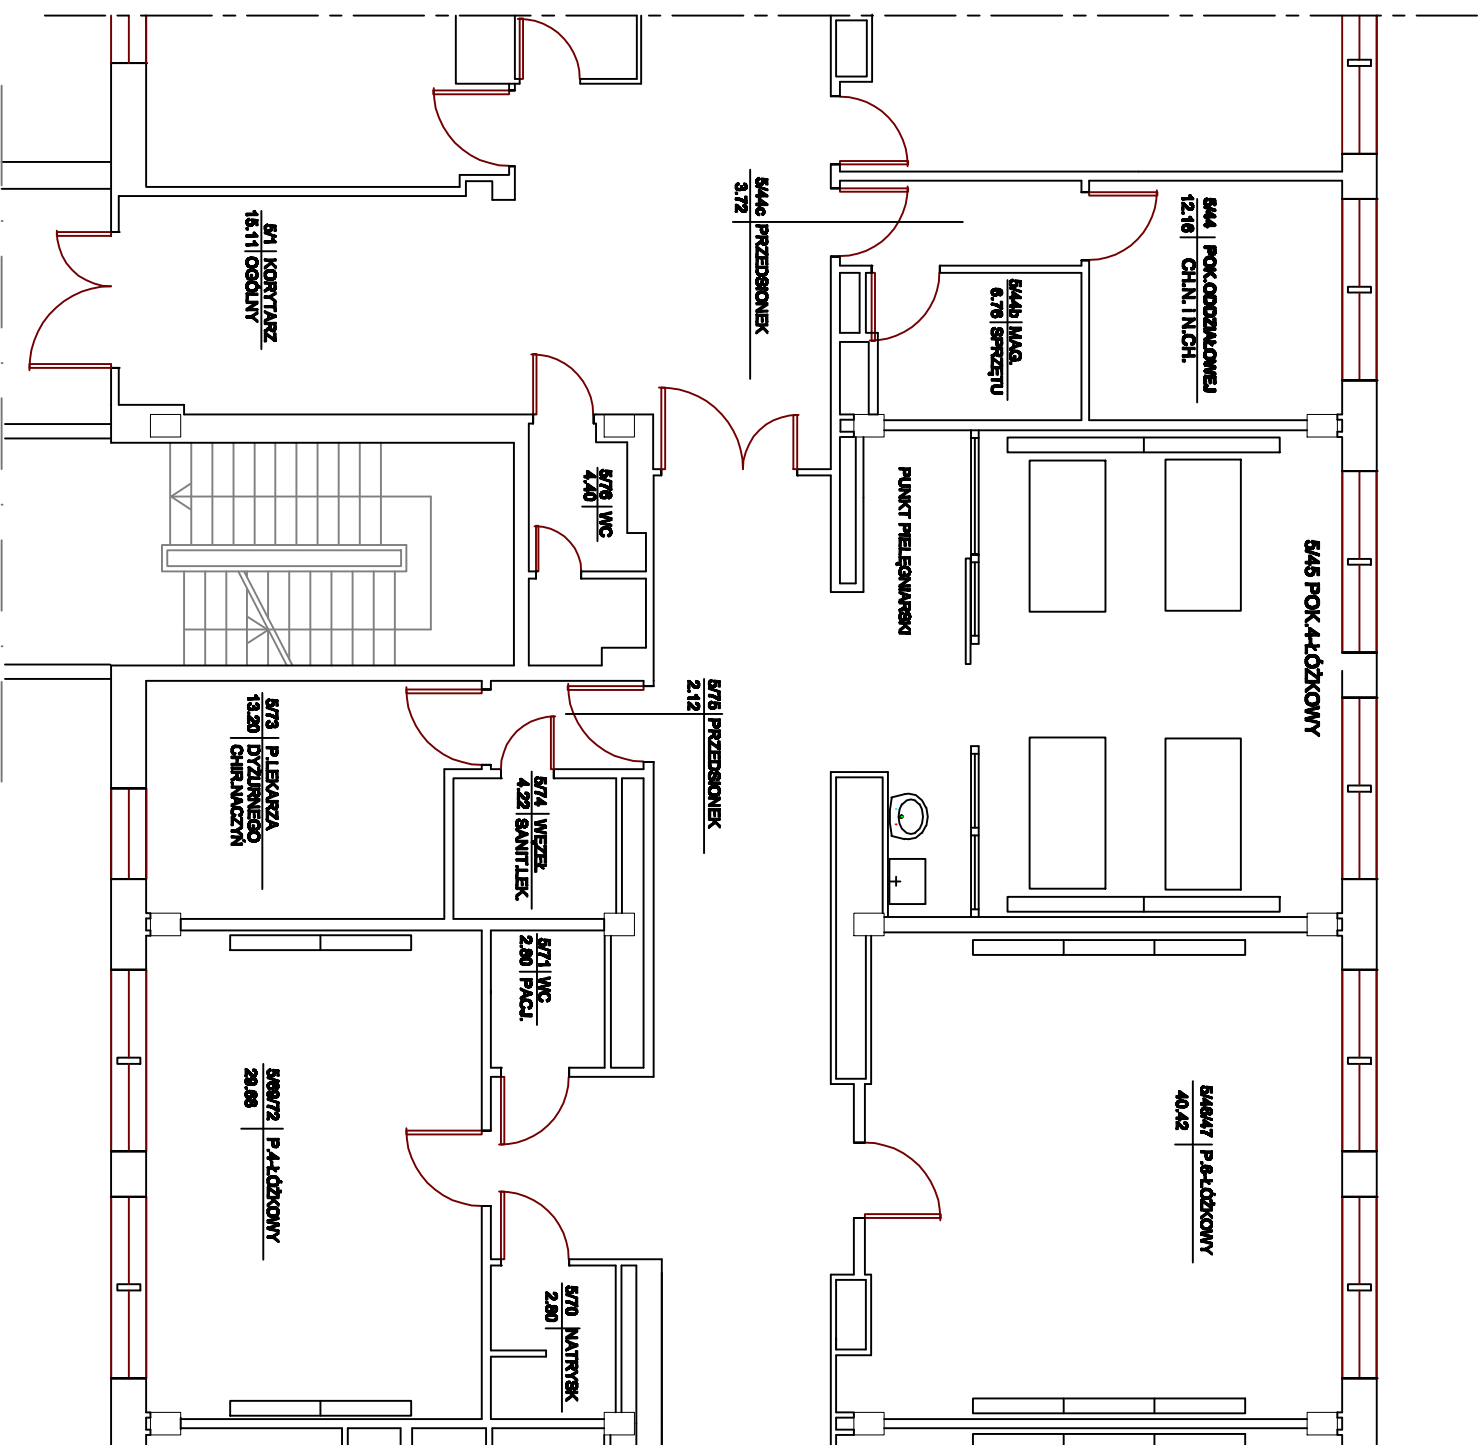 5/44 POK.ODDZIAŁOWEJ
12.16 CH.N. I N.CH.
5/44c PRZEDSIONEK
3.72
5/44b MAG.
6.76 SPRZĘTU
5/1 KORYTARZ
15.11 OGÓLNY
5/76 WC
4.40
PUNKT PIELĘGNIARSKI
5/45 POK.4-ŁÓŻKOWY
5/75 PRZEDSIONEK
2.12
5/73 P.LEKARZA
13.20 DYŻURNEGO
CHIR.NACZYŃ
5/74 WĘZEŁ
4.22 SANIT.LEK.
5/71 WC
2.80 PACJ.
5/69/72 P.4-ŁÓŻKOWY
29.68
5/46/47 P.6-ŁÓŻKOWY
40.42
5/70 NATRYSK
2.80